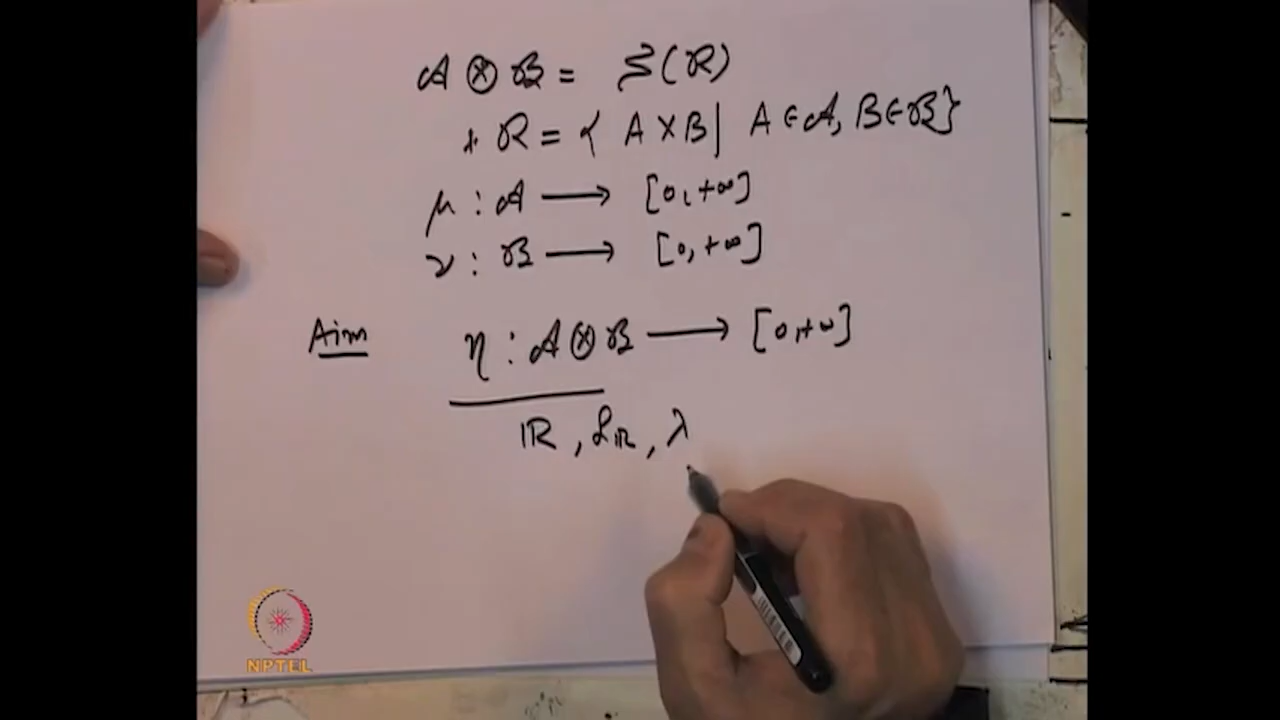 𝒜 ⊗ ℬ = 𝒮(ℛ)
ℛ = { A × B | A ∈ 𝒜, B ∈ ℬ}
μ : 𝒜 ⟶ [0, +∞]
ν : ℬ ⟶ [0, +∞]
Aim η : 𝒜 ⊗ ℬ ⟶ [0, +∞]
ℝ, ℒ_ℝ, λ
NPTEL